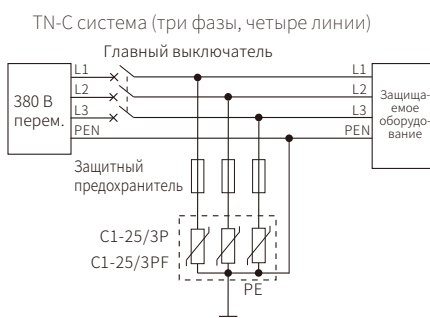 TN-C система (три фазы, четыре линии)
Главный выключатель
L1
L2
L3
PEN
380 В
перем.
L1
L2
L3
PEN
Защища-
емое
оборудо-
вание
Защитный
предохранитель
C1-25/3P
C1-25/3PF
PE